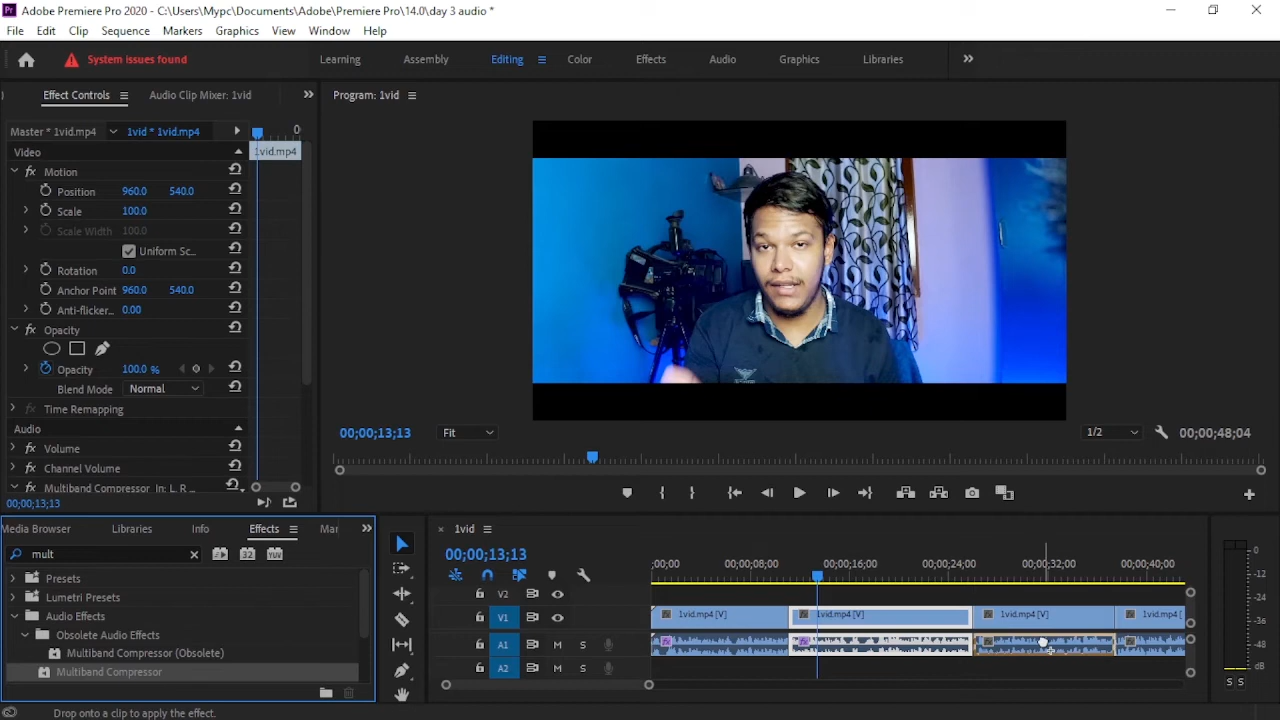 Adobe Premiere Pro 2020 - C:\Users\Mypc\Documents\Adobe\Premiere Pro\14.0\day 3 audio *
File Edit Clip Sequence Markers Graphics View Window Help
System issues found Learning Assembly Editing Color Effects Audio Graphics Libraries
Effect Controls Audio Clip Mixer: 1vid
Program: 1vid
Master * 1vid.mp4 1vid * 1vid.mp4 0
Video 1vid.mp4
fx Motion
Position 960.0 540.0
Scale 100.0
Scale Width 100.0
Uniform Sc...
Rotation 0.0
Anchor Point 960.0 540.0
Anti-flicker... 0.00
fx Opacity
Opacity 100.0 %
Blend Mode Normal
fx Time Remapping
Audio
fx Volume
fx Channel Volume
fx Multiband Compressor In: L, R
00;00;13;13
00;00;13;13 Fit 1/2 00;00;48;04
Media Browser Libraries Info Effects Mar
mult 32 YUV
Presets
Lumetri Presets
Audio Effects
Obsolete Audio Effects
Multiband Compressor (Obsolete)
Multiband Compressor
1vid
00;00;13;13
;00;00 00;00;08;00 00;00;16;00 00;00;24;00 00;00;32;00 00;00;40;00
V2
V1 1vid.mp4 [V] 1vid.mp4 [V] 1vid.mp4 [V] 1vid.mp4 [
A1 M S
A2 M S
0
-12
-24
-36
-48
dB
S S
Drop onto a clip to apply the effect.